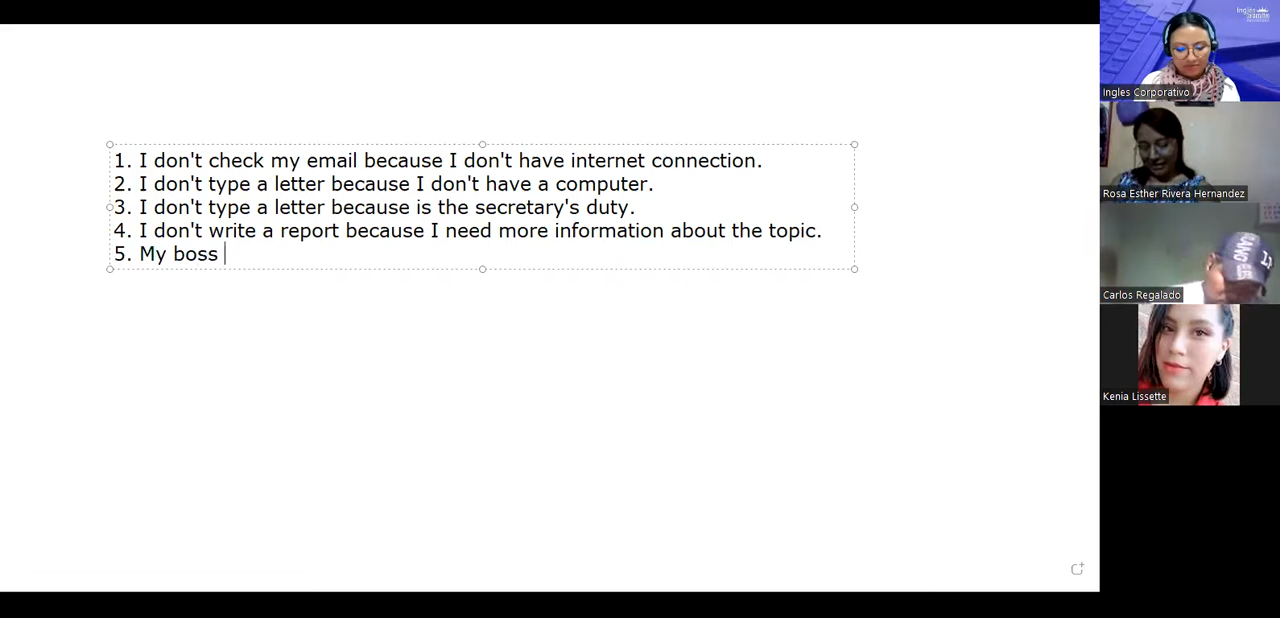 1. I don't check my email because I don't have internet connection.
2. I don't type a letter because I don't have a computer.
3. I don't type a letter because is the secretary's duty.
4. I don't write a report because I need more information about the topic.
5. My boss
Ingles Corporativo
Rosa Esther Rivera Hernandez
Carlos Regalado
Kenia Lissette